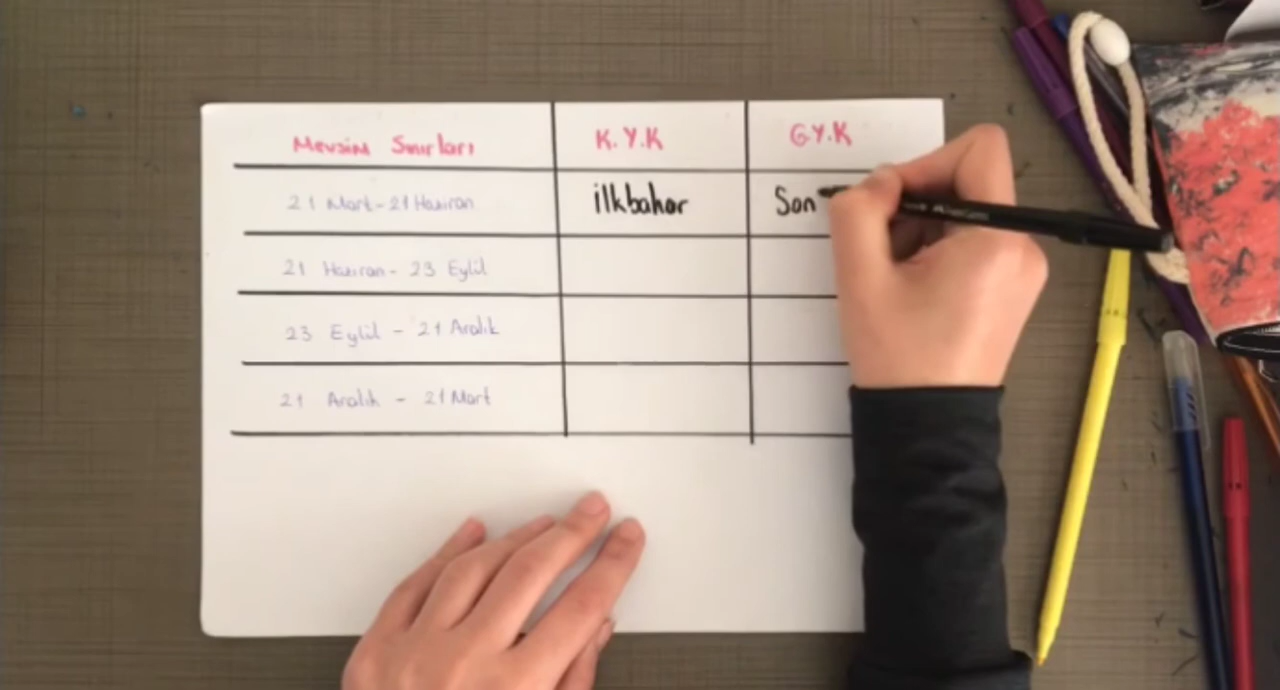 Mevsim Sınırları K.Y.K G.Y.K
21 Mart-21 Haziran ilkbahar Son
21 Haziran- 23 Eylül
23 Eylül - 21 Aralık
21 Aralık - 21 Mart